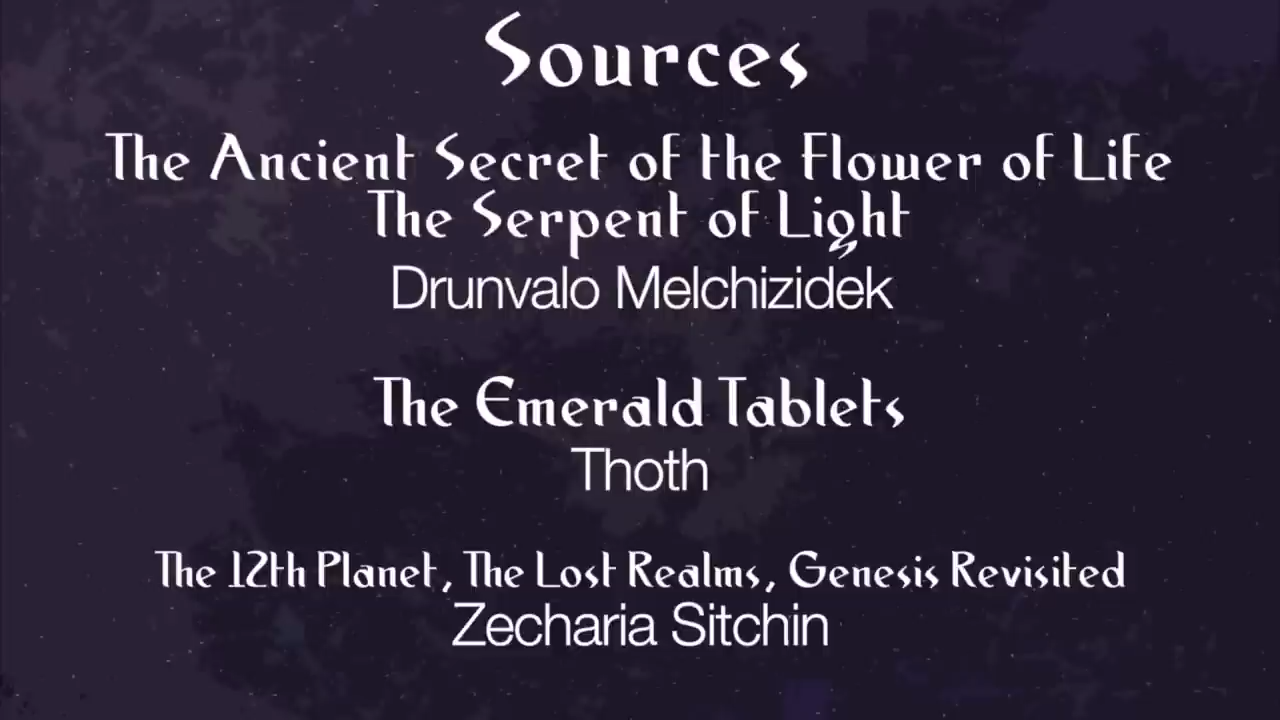 Sources
The Ancient Secret of the Flower of Life
The Serpent of Light
Drunvalo Melchizidek
The Emerald Tablets
Thoth
The 12th Planet, The Lost Realms, Genesis Revisited
Zecharia Sitchin